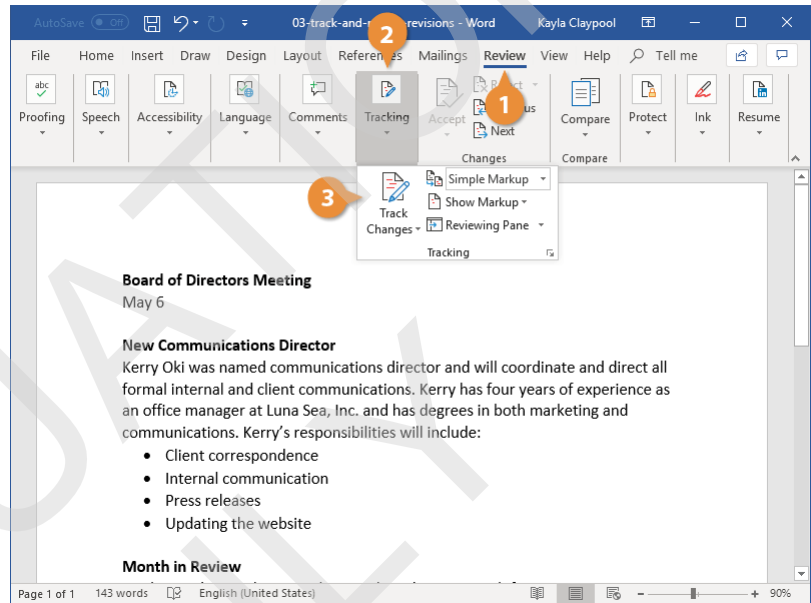 AutoSave Off 03-track-and- revisions - Word Kayla Claypool
2
File Home Insert Draw Design Layout References Mailings Review View Help Tell me
abc
Proofing Speech Accessibility Language Comments Tracking Accept Compare Protect Ink Resume
1
Next
Changes Compare
3
Track Changes
Simple Markup
Show Markup
Reviewing Pane
Tracking
Board of Directors Meeting
May 6
New Communications Director
Kerry Oki was named communications director and will coordinate and direct all
formal internal and client communications. Kerry has four years of experience as
an office manager at Luna Sea, Inc. and has degrees in both marketing and
communications. Kerry's responsibilities will include:
• Client correspondence
• Internal communication
• Press releases
• Updating the website
Month in Review
Page 1 of 1 143 words English (United States) 90%